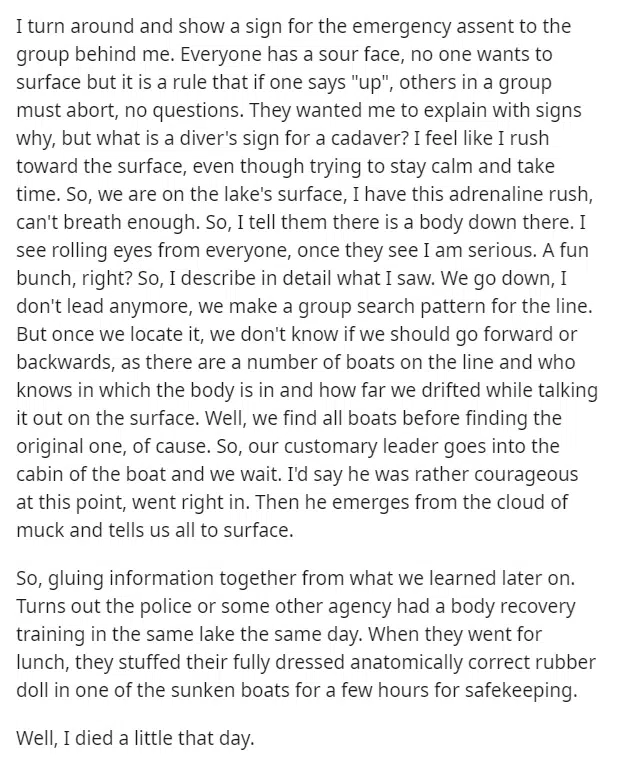 I turn around and show a sign for the emergency assent to the
group behind me. Everyone has a sour face, no one wants to
surface but it is a rule that if one says "up", others in a group
must abort, no questions. They wanted me to explain with signs
why, but what is a diver's sign for a cadaver? I feel like I rush
toward the surface, even though trying to stay calm and take
time. So, we are on the lake's surface, I have this adrenaline rush,
can't breath enough. So, I tell them there is a body down there. I
see rolling eyes from everyone, once they see I am serious. A fun
bunch, right? So, I describe in detail what I saw. We go down, I
don't lead anymore, we make a group search pattern for the line.
But once we locate it, we don't know if we should go forward or
backwards, as there are a number of boats on the line and who
knows in which the body is in and how far we drifted while talking
it out on the surface. Well, we find all boats before finding the
original one, of cause. So, our customary leader goes into the
cabin of the boat and we wait. I'd say he was rather courageous
at this point, went right in. Then he emerges from the cloud of
muck and tells us all to surface.
So, gluing information together from what we learned later on.
Turns out the police or some other agency had a body recovery
training in the same lake the same day. When they went for
lunch, they stuffed their fully dressed anatomically correct rubber
doll in one of the sunken boats for a few hours for safekeeping.
Well, I died a little that day.